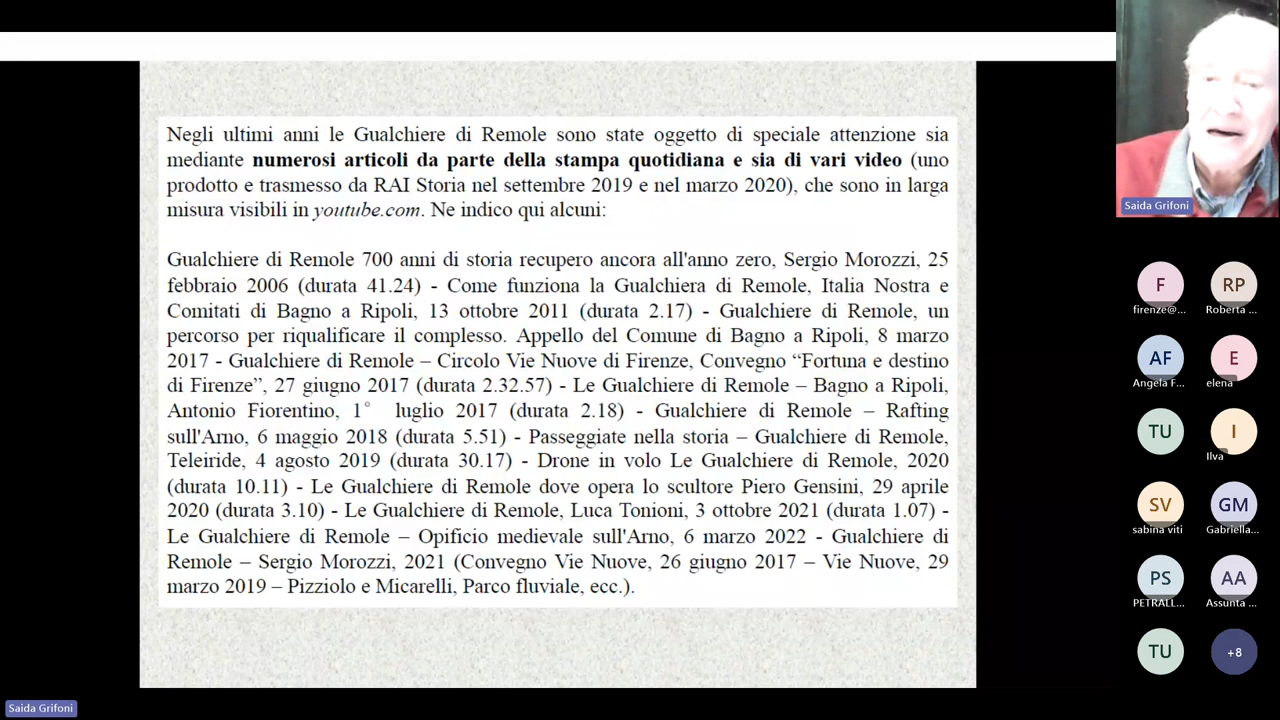 Negli ultimi anni le Gualchiere di Remole sono state oggetto di speciale attenzione sia
mediante numerosi articoli da parte della stampa quotidiana e sia di vari video (uno
prodotto e trasmesso da RAI Storia nel settembre 2019 e nel marzo 2020), che sono in larga
misura visibili in youtube.com. Ne indico qui alcuni:
Gualchiere di Remole 700 anni di storia recupero ancora all'anno zero, Sergio Morozzi, 25
febbraio 2006 (durata 41.24) - Come funziona la Gualchiera di Remole, Italia Nostra e
Comitati di Bagno a Ripoli, 13 ottobre 2011 (durata 2.17) - Gualchiere di Remole, un
percorso per riqualificare il complesso. Appello del Comune di Bagno a Ripoli, 8 marzo
2017 - Gualchiere di Remole – Circolo Vie Nuove di Firenze, Convegno “Fortuna e destino
di Firenze”, 27 giugno 2017 (durata 2.32.57) - Le Gualchiere di Remole – Bagno a Ripoli,
Antonio Fiorentino, 1° luglio 2017 (durata 2.18) - Gualchiere di Remole – Rafting
sull'Arno, 6 maggio 2018 (durata 5.51) - Passeggiate nella storia – Gualchiere di Remole,
Teleiride, 4 agosto 2019 (durata 30.17) - Drone in volo Le Gualchiere di Remole, 2020
(durata 10.11) - Le Gualchiere di Remole dove opera lo scultore Piero Gensini, 29 aprile
2020 (durata 3.10) - Le Gualchiere di Remole, Luca Tonioni, 3 ottobre 2021 (durata 1.07) -
Le Gualchiere di Remole – Opificio medievale sull'Arno, 6 marzo 2022 - Gualchiere di
Remole – Sergio Morozzi, 2021 (Convegno Vie Nuove, 26 giugno 2017 – Vie Nuove, 29
marzo 2019 – Pizziolo e Micarelli, Parco fluviale, ecc.).
Saida Grifoni
F RP
firenze@... Roberta ...
AF E
Angela F... elena
TU I
Ilva
SV GM
sabina viti Gabriella...
PS AA
PETRALL... Assunta ...
TU +8
Saida Grifoni